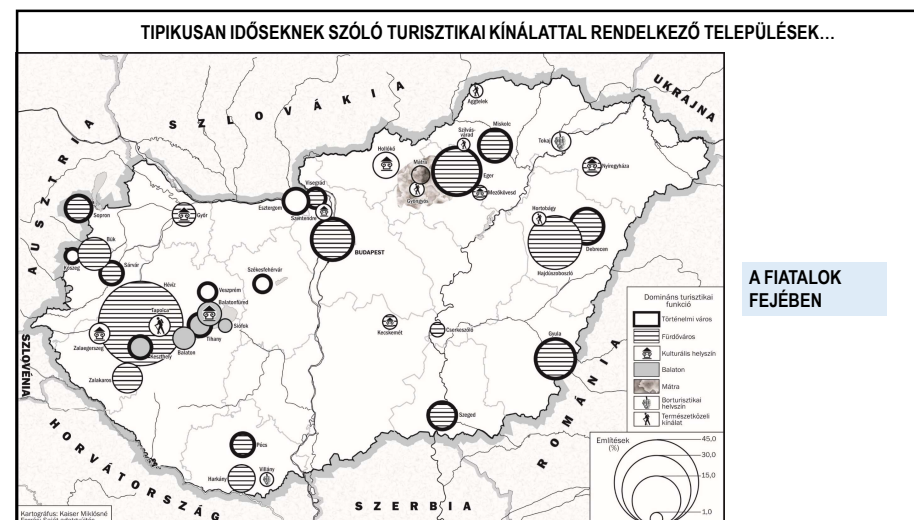 TIPIKUSAN IDŐSEKNEK SZÓLÓ TURISZTIKAI KÍNÁLATTAL RENDELKEZŐ TELEPÜLÉSEK…
SZLOVÁKIA
UKRAJNA
AUSZTRIA
SZLOVÉNIA
HORVÁTORSZÁG
SZERBIA
ROMÁNIA
Aggtelek
Miskolc
Szilvás-
várad
Tokaj
Hollókő
Mátra
Eger
Nyíregyháza
Mezőkövesd
Gyöngyös
Visegrád
Esztergom
Szentendre
Sopron
Győr
BUDAPEST
Hortobágy
Debrecen
Hajdúszoboszló
Bük
Kőszeg
Sárvár
Székesfehérvár
Hévíz
Veszprém
Balatonfüred
Tapolca
Siófok
Tihany
Zalaegerszeg
Keszthely
Balaton
Kecskemét
Cserkeszőlő
Gyula
Zalakaros
Szeged
Pécs
Harkány
Villány
A FIATALOK
FEJÉBEN
Domináns turisztikai
funkció
Történelmi város
Fürdőváros
Kulturális helyszín
Balaton
Mátra
Borturisztikai
helyszín
Természetközeli
kínálat
Említések
(%)
45,0
30,0
15,0
1,0
Kartográfus: Kaiser Miklósné